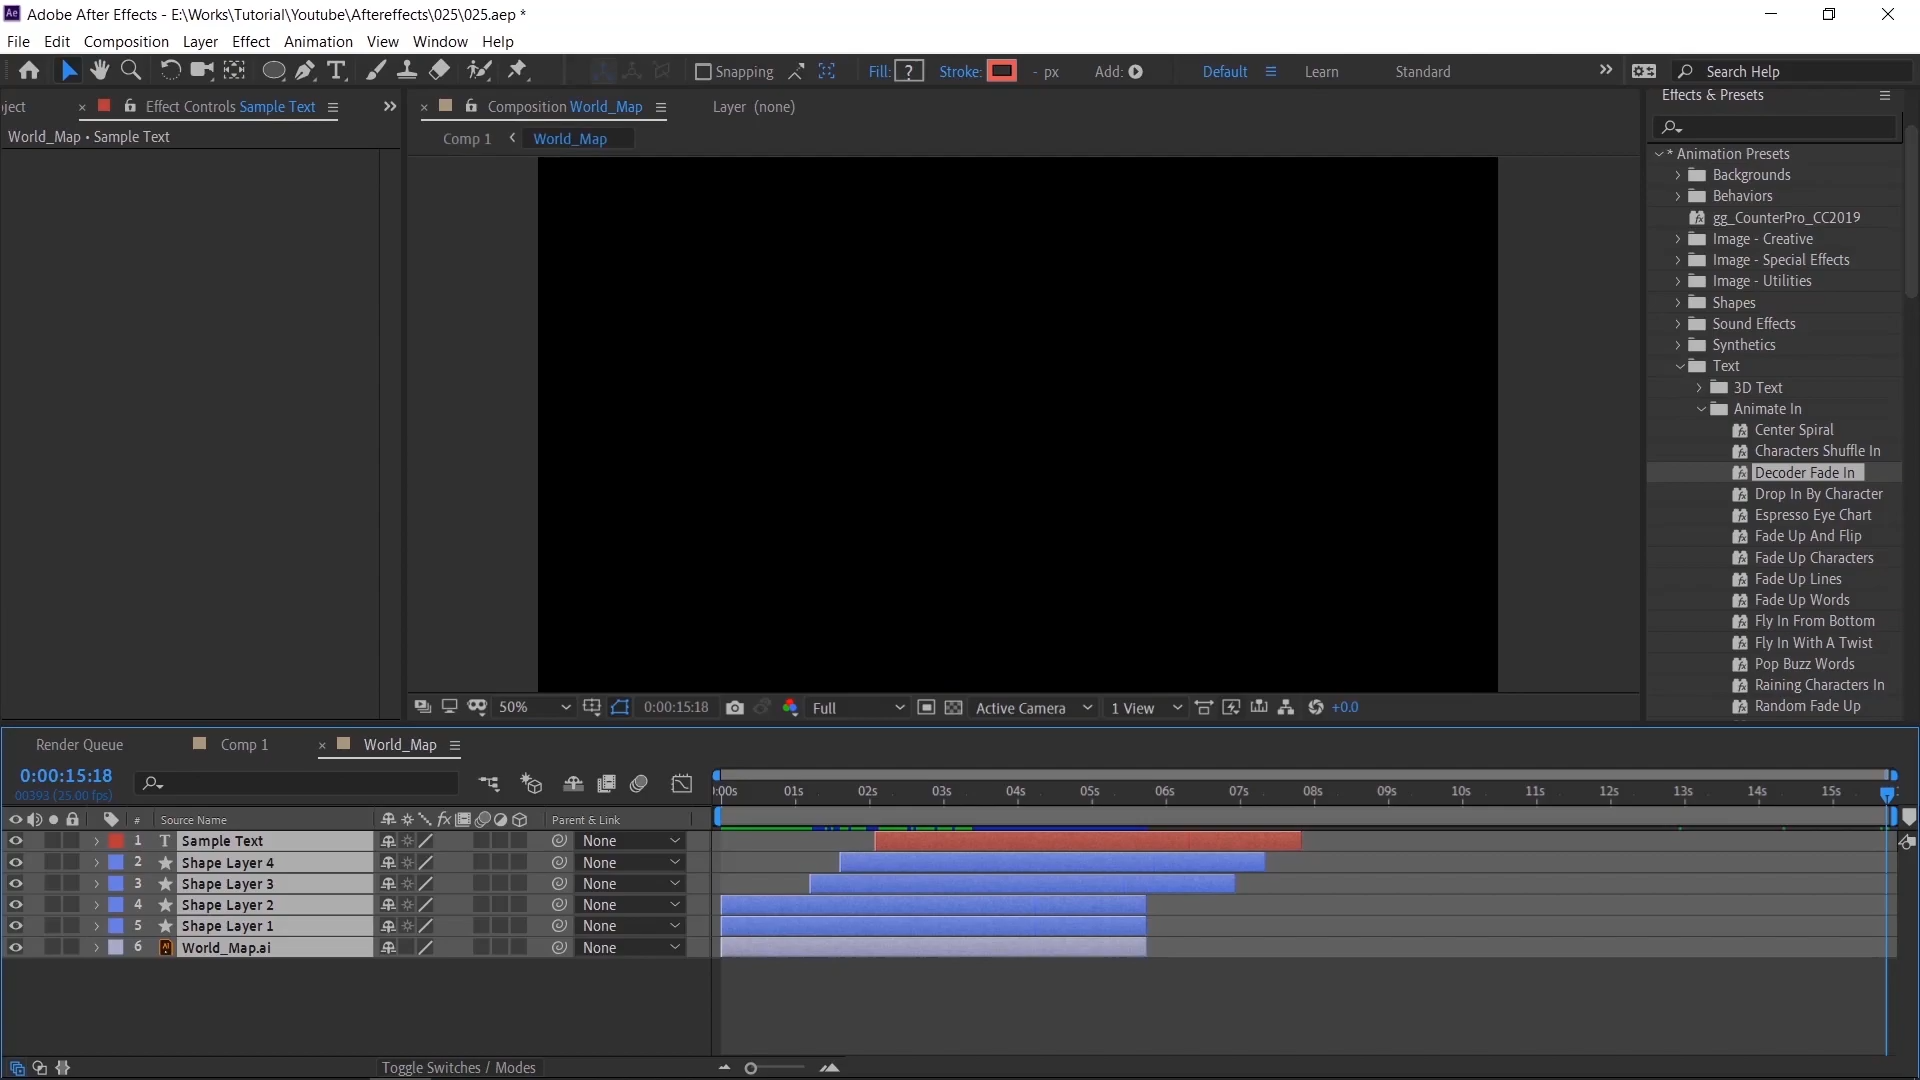 Adobe After Effects - E:\Works\Tutorial\Youtube\Aftereffects\025\025.aep *
File Edit Composition Layer Effect Animation View Window Help
Snapping Fill: ? Stroke: - px Add: Default Learn Standard Search Help
ject Effect Controls Sample Text Composition World_Map Layer (none) Effects & Presets
World_Map • Sample Text
Comp 1 World_Map
* Animation Presets
Backgrounds
Behaviors
gg_CounterPro_CC2019
Image - Creative
Image - Special Effects
Image - Utilities
Shapes
Sound Effects
Synthetics
Text
3D Text
Animate In
Center Spiral
Characters Shuffle In
Decoder Fade In
Drop In By Character
Espresso Eye Chart
Fade Up And Flip
Fade Up Characters
Fade Up Lines
Fade Up Words
Fly In From Bottom
Fly In With A Twist
Pop Buzz Words
Raining Characters In
Random Fade Up
50% 0:00:15:18 Full Active Camera 1 View +0.0
Render Queue Comp 1 World_Map
0:00:15:18
00393 (25.00 fps)
:00s 01s 02s 03s 04s 05s 06s 07s 08s 09s 10s 11s 12s 13s 14s 15s
# Source Name Parent & Link
1 Sample Text None
2 Shape Layer 4 None
3 Shape Layer 3 None
4 Shape Layer 2 None
5 Shape Layer 1 None
6 World_Map.ai None
Toggle Switches / Modes